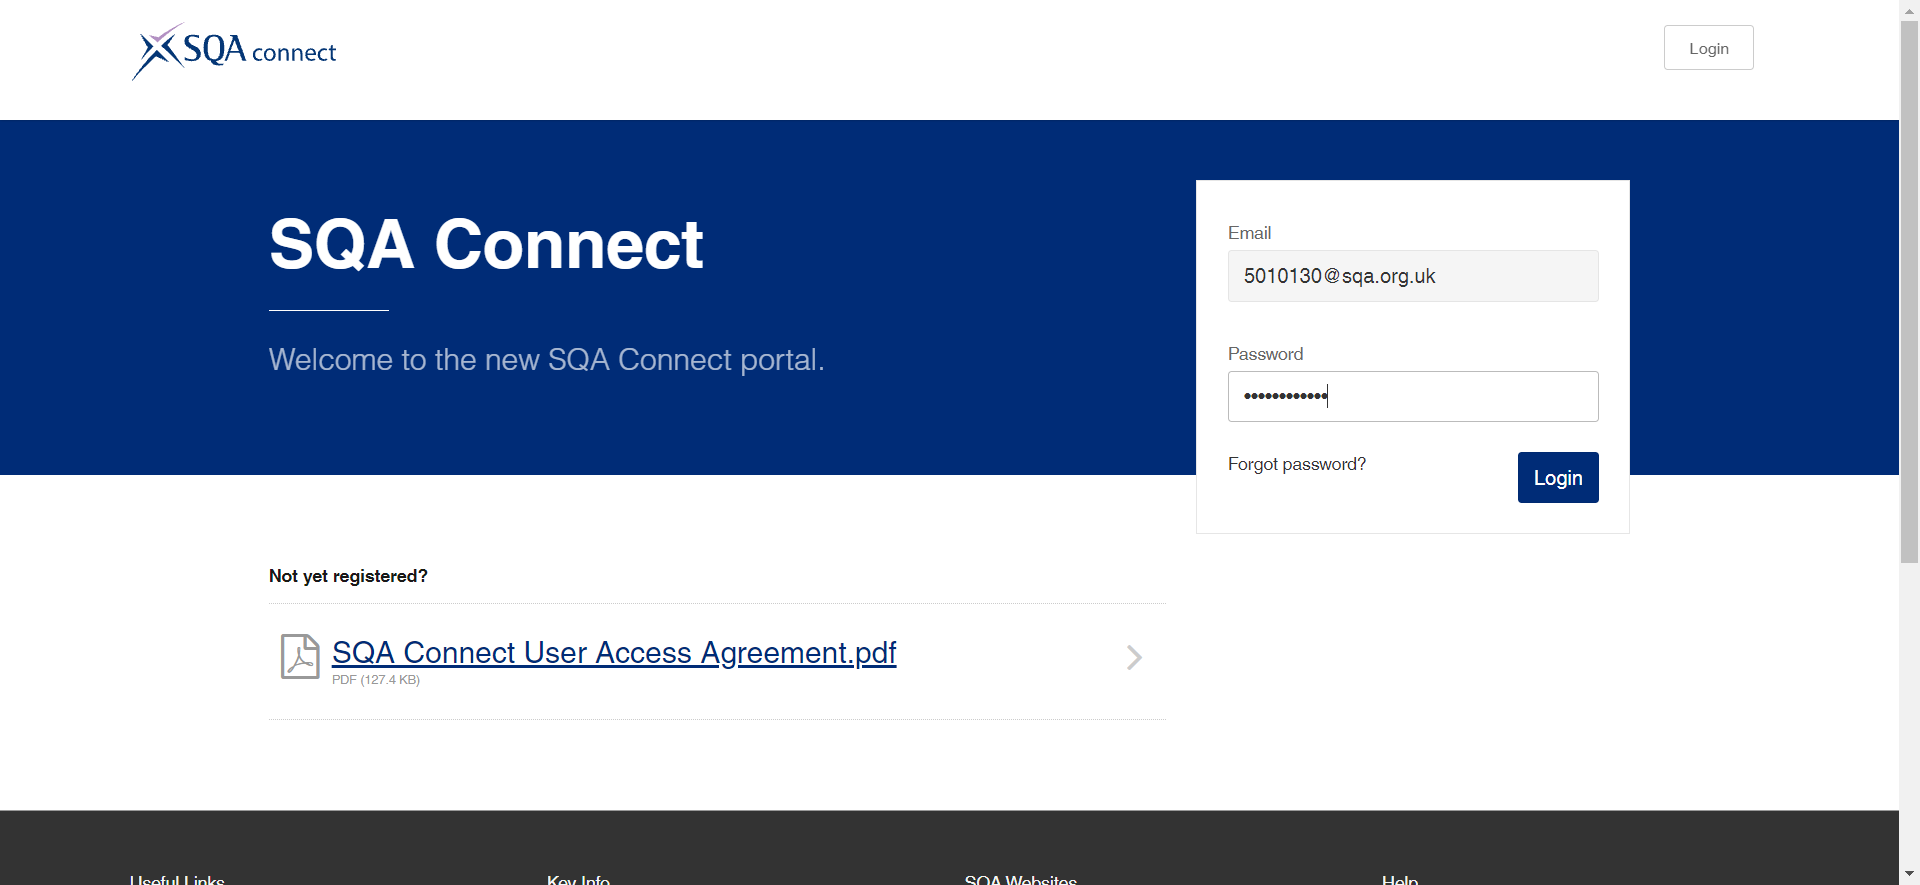 SQA connect
Login
SQA Connect
Welcome to the new SQA Connect portal.
Email
5010130@sqa.org.uk
Password
••••••••••••
Forgot password?
Login
Not yet registered?
SQA Connect User Access Agreement.pdf
PDF (127.4 KB)
Useful Links
Key Info
SQA Websites
Help